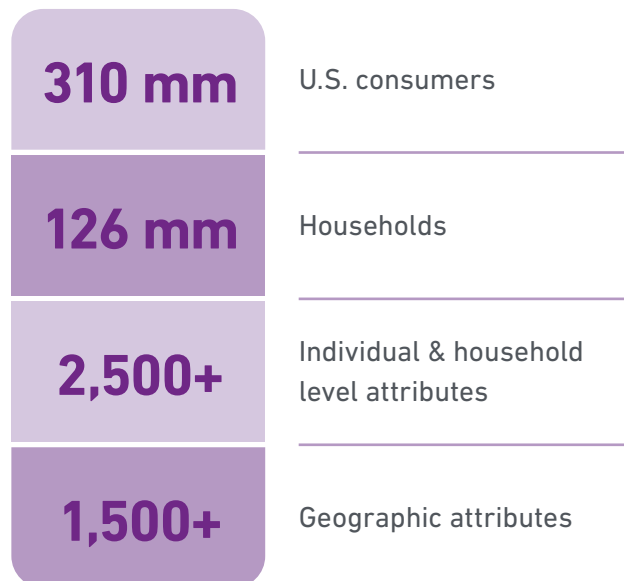 310 mm
U.S. consumers
126 mm
Households
2,500+
Individual & household
level attributes
1,500+
Geographic attributes